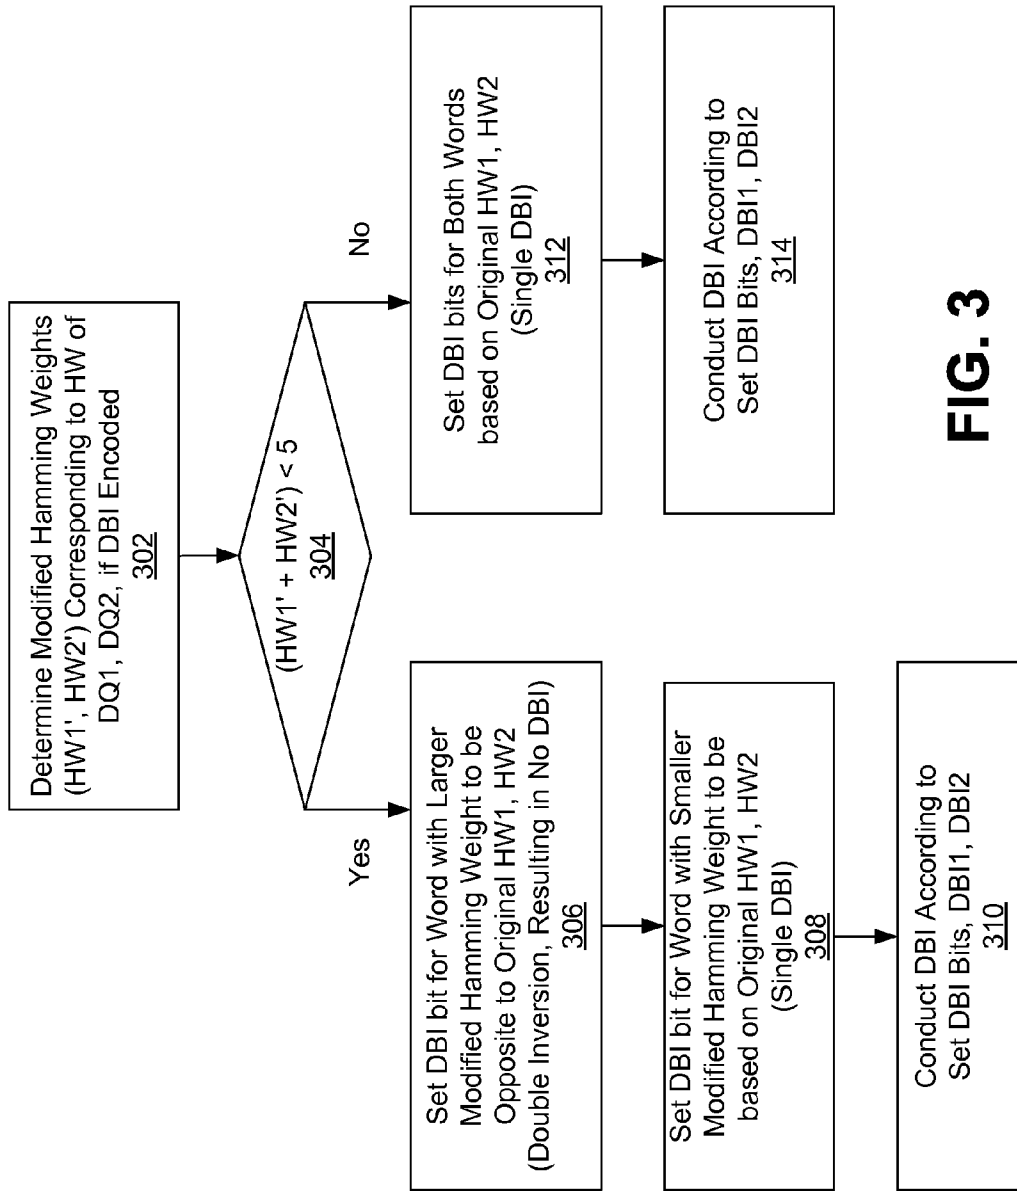 Determine Modified Hamming Weights
(HW1', HW2') Corresponding to HW of
DQ1, DQ2, if DBI Encoded
302
(HW1' + HW2') < 5
304
Yes
No
Set DBI bit for Word with Larger
Modified Hamming Weight to be
Opposite to Original HW1, HW2
(Double Inversion, Resulting in No DBI)
306
Set DBI bit for Word with Smaller
Modified Hamming Weight to be
based on Original HW1, HW2
(Single DBI)
308
Conduct DBI According to
Set DBI Bits, DBI1, DBI2
310
Set DBI bits for Both Words
based on Original HW1, HW2
(Single DBI)
312
Conduct DBI According to
Set DBI Bits, DBI1, DBI2
314
FIG. 3